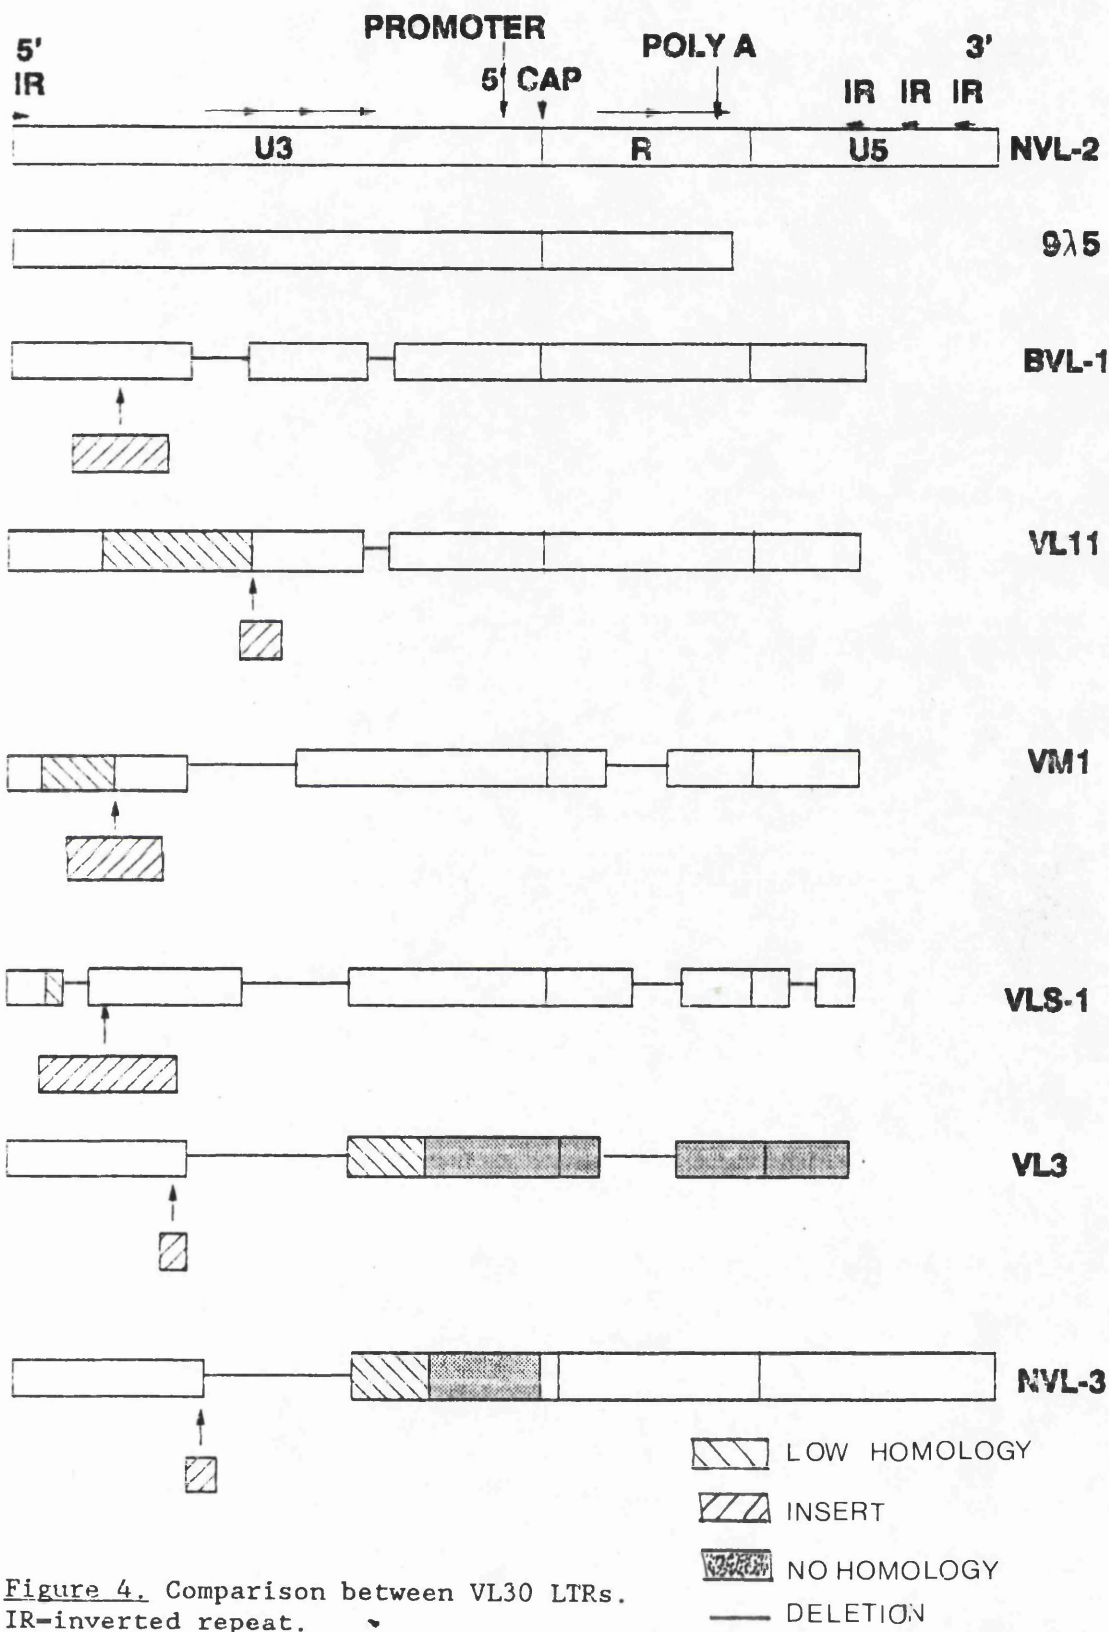 PROMOTER
5' POLY A 3'
IR 5' CAP IR IR IR
U3 R U5 NVL-2
9λ5
BVL-1
VL11
VM1
VLS-1
VL3
NVL-3
LOW HOMOLOGY
INSERT
NO HOMOLOGY
DELETION
Figure 4. Comparison between VL30 LTRs.
IR-inverted repeat.